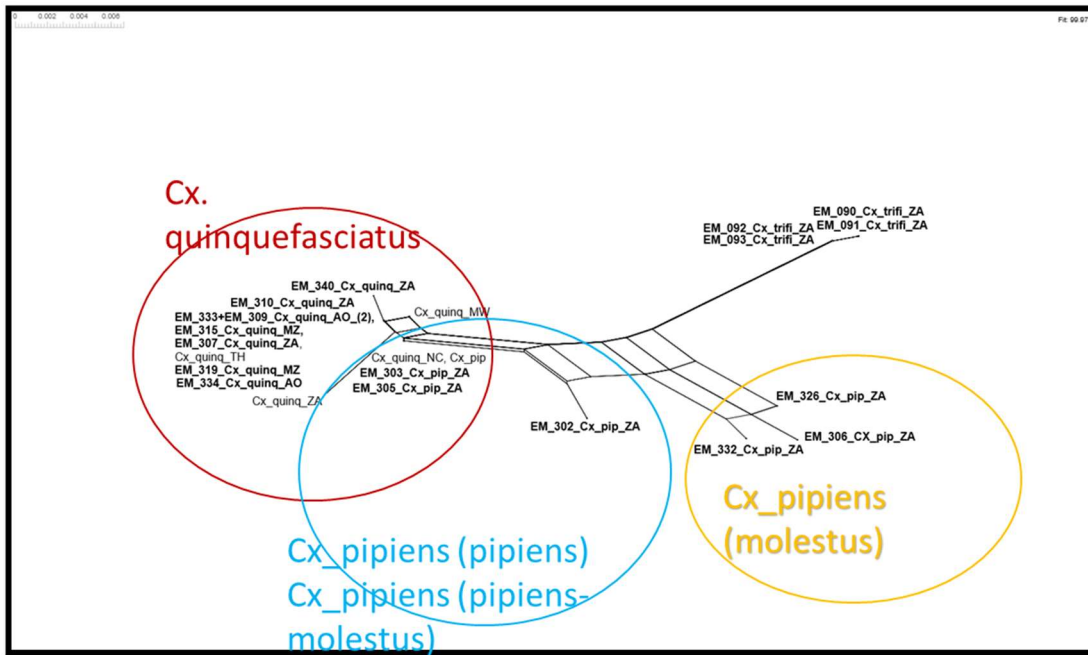 0 0.002 0.004 0.006
Fit: 99.97
Cx.
quinquefasciatus
EM_090_Cx_trifi_ZA
EM_092_Cx_trifi_ZA EM_091_Cx_trifi_ZA
EM_093_Cx_trifi_ZA
EM_340_Cx_quinq_ZA
EM_310_Cx_quinq_ZA
Cx_quinq_MW
EM_333+EM_309_Cx_quinq_AO_(2),
EM_315_Cx_quinq_MZ,
EM_307_Cx_quinq_ZA,
Cx_quinq_TH
EM_319_Cx_quinq_MZ
EM_334_Cx_quinq_AO
Cx_quinq_ZA
Cx_quinq_NC, Cx_pip
EM_303_Cx_pip_ZA
EM_305_Cx_pip_ZA
EM_302_Cx_pip_ZA
EM_326_Cx_pip_ZA
EM_306_CX_pip_ZA
EM_332_Cx_pip_ZA
Cx_pipiens
(molestus)
Cx_pipiens (pipiens)
Cx_pipiens (pipiens-
molestus)